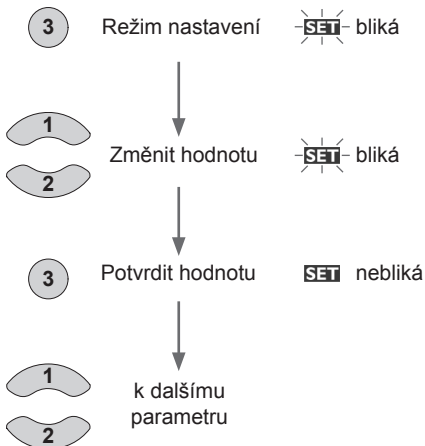 3 Režim nastavení SET bliká
1
2 Změnit hodnotu SET bliká
3 Potvrdit hodnotu SET nebliká
1
2 k dalšímu
parametru